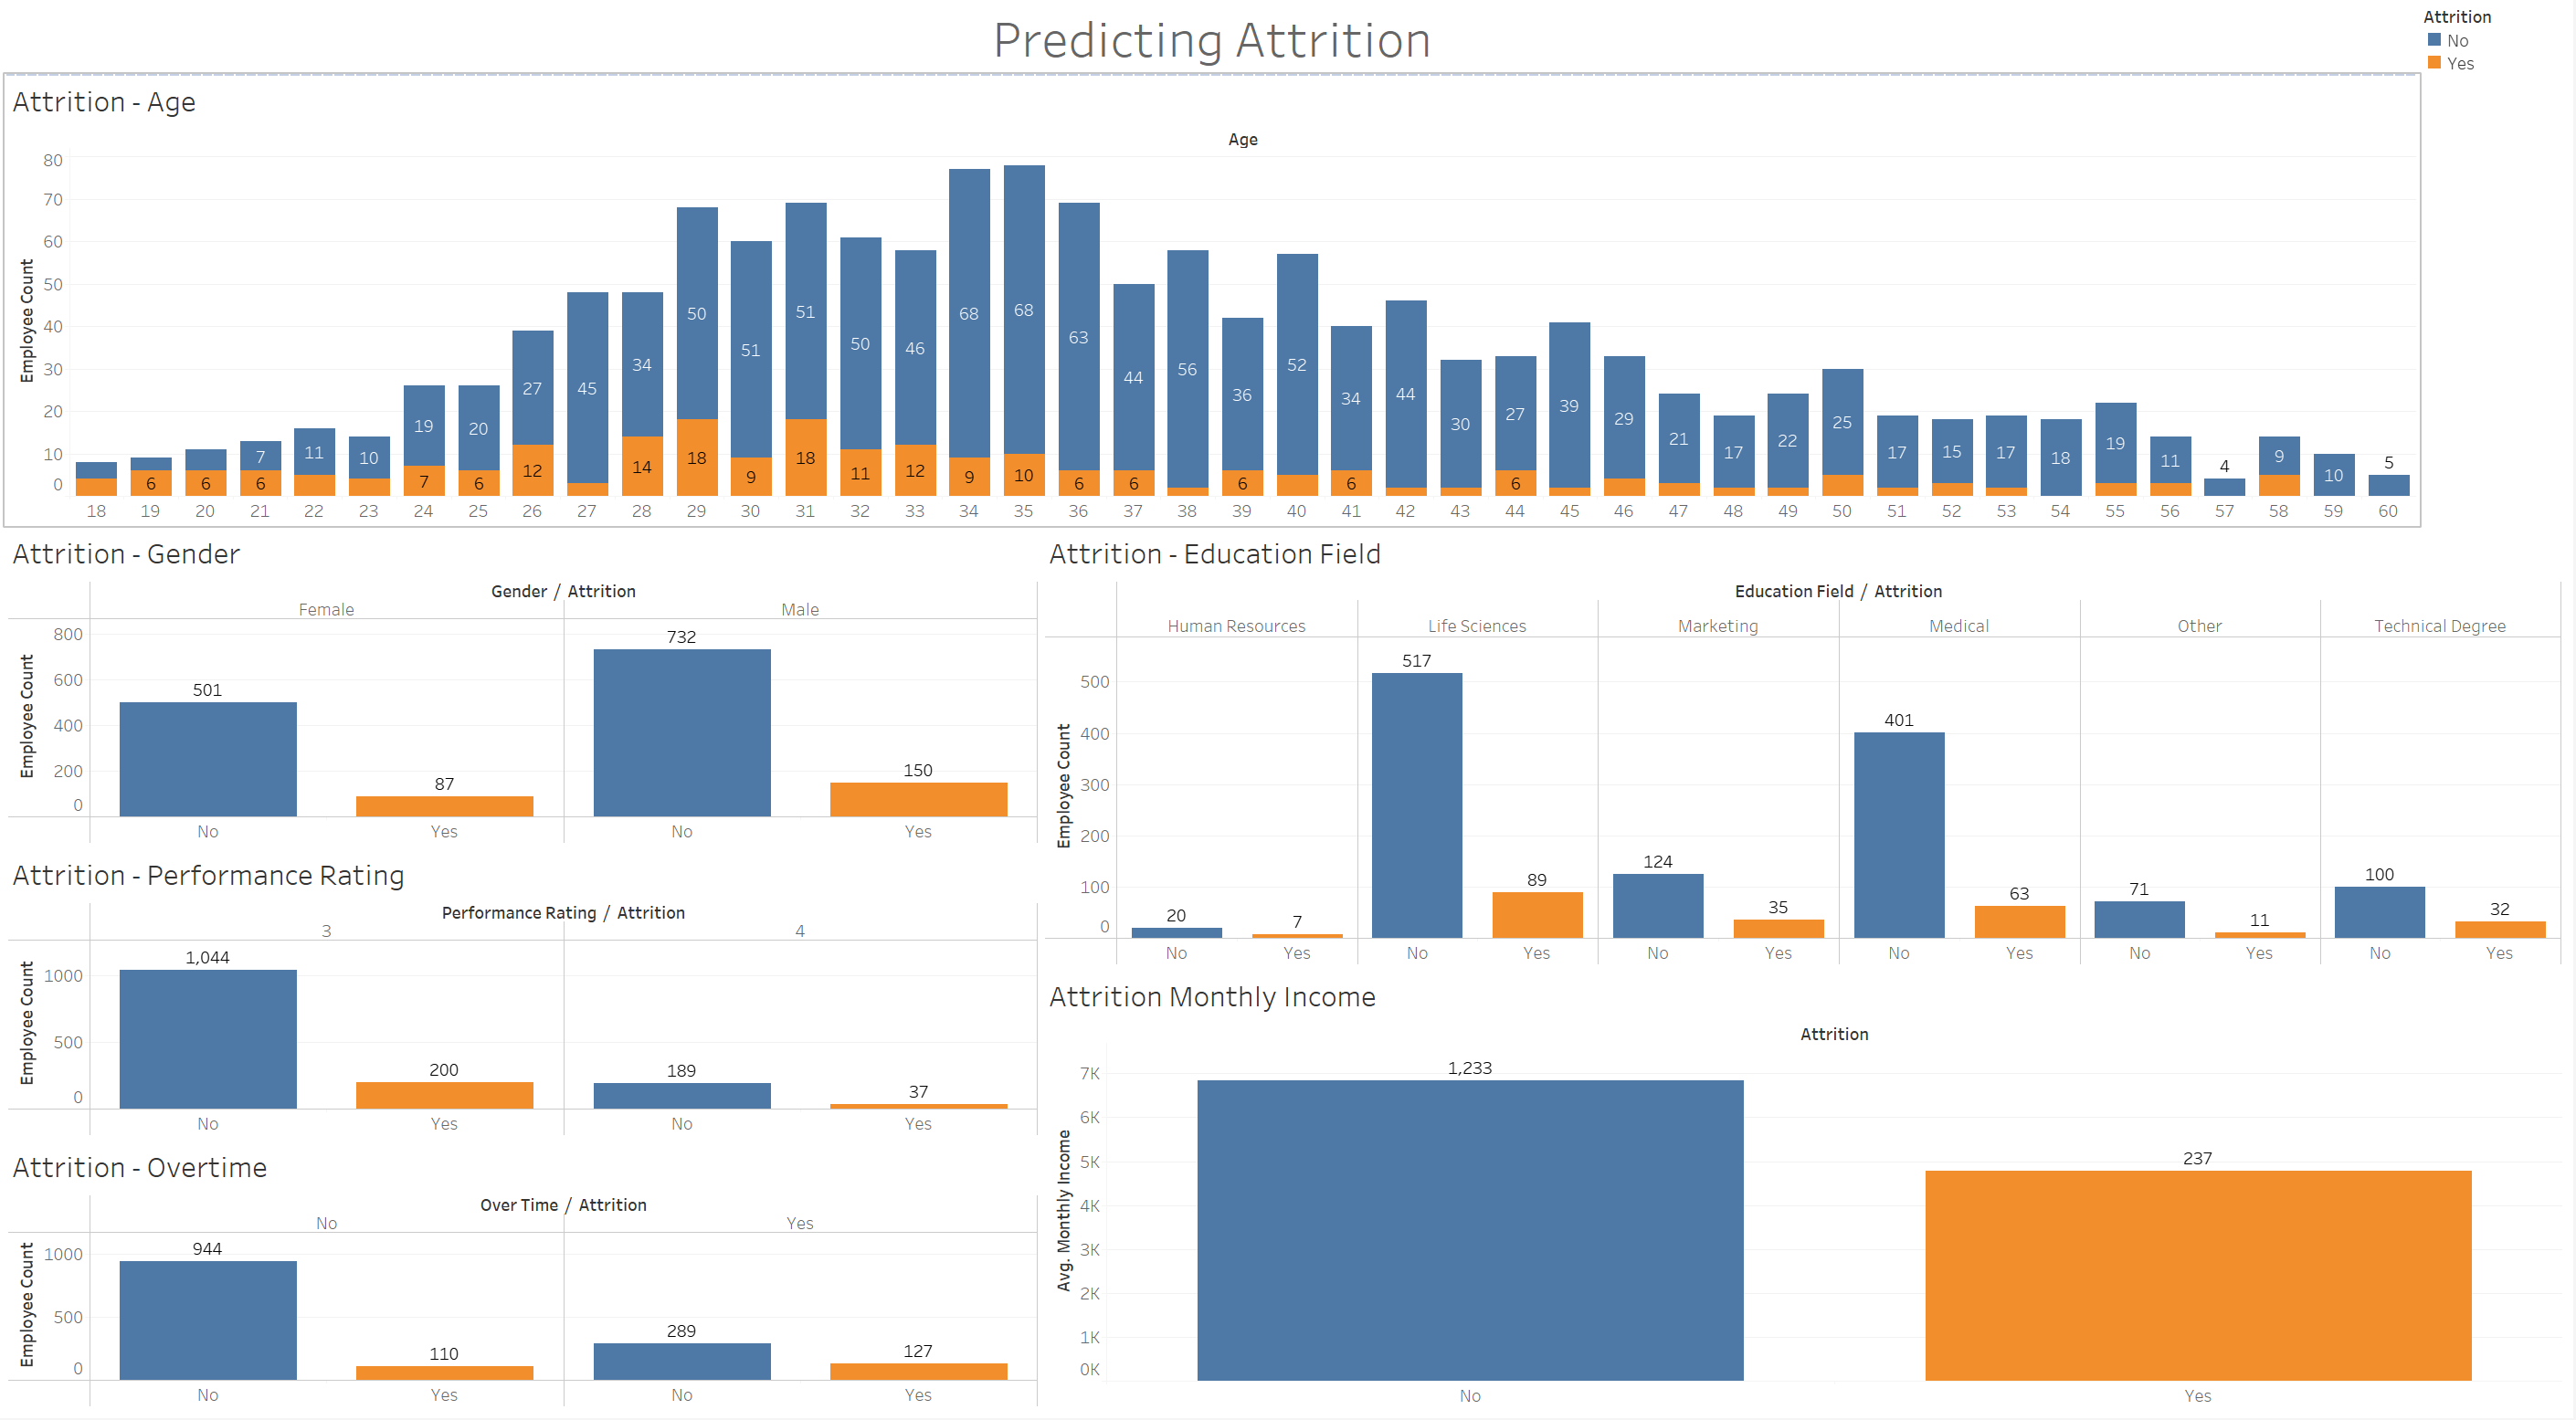 Predicting Attrition
Attrition
No
Yes
Attrition - Age
Age
Employee Count
80
70
60
50
40
30
20
10
0
50 51 51 50 46 68 68 63 44 56 36 52 34 44 30 27 39 29 21 17 22 25 17 15 17 18 19 11 4 9 10 5
7 11 10 19 20 27 45 34
6 6 6 7 6 12 14 18 9 18 11 12 9 10 6 6 6 6 6
18 19 20 21 22 23 24 25 26 27 28 29 30 31 32 33 34 35 36 37 38 39 40 41 42 43 44 45 46 47 48 49 50 51 52 53 54 55 56 57 58 59 60
Attrition - Gender
Gender / Attrition
Female Male
Employee Count
800
600
400
200
0
501 87 732 150
No Yes No Yes
Attrition - Performance Rating
Performance Rating / Attrition
3 4
Employee Count
1000
500
0
1,044 200 189 37
No Yes No Yes
Attrition - Overtime
Over Time / Attrition
No Yes
Employee Count
1000
500
0
944 110 289 127
No Yes No Yes
Attrition - Education Field
Education Field / Attrition
Human Resources Life Sciences Marketing Medical Other Technical Degree
Employee Count
500
400
300
200
100
0
20 7 517 89 124 35 401 63 71 11 100 32
No Yes No Yes No Yes No Yes No Yes No Yes
Attrition Monthly Income
Attrition
Avg. Monthly Income
7K
6K
5K
4K
3K
2K
1K
0K
1,233 237
No Yes